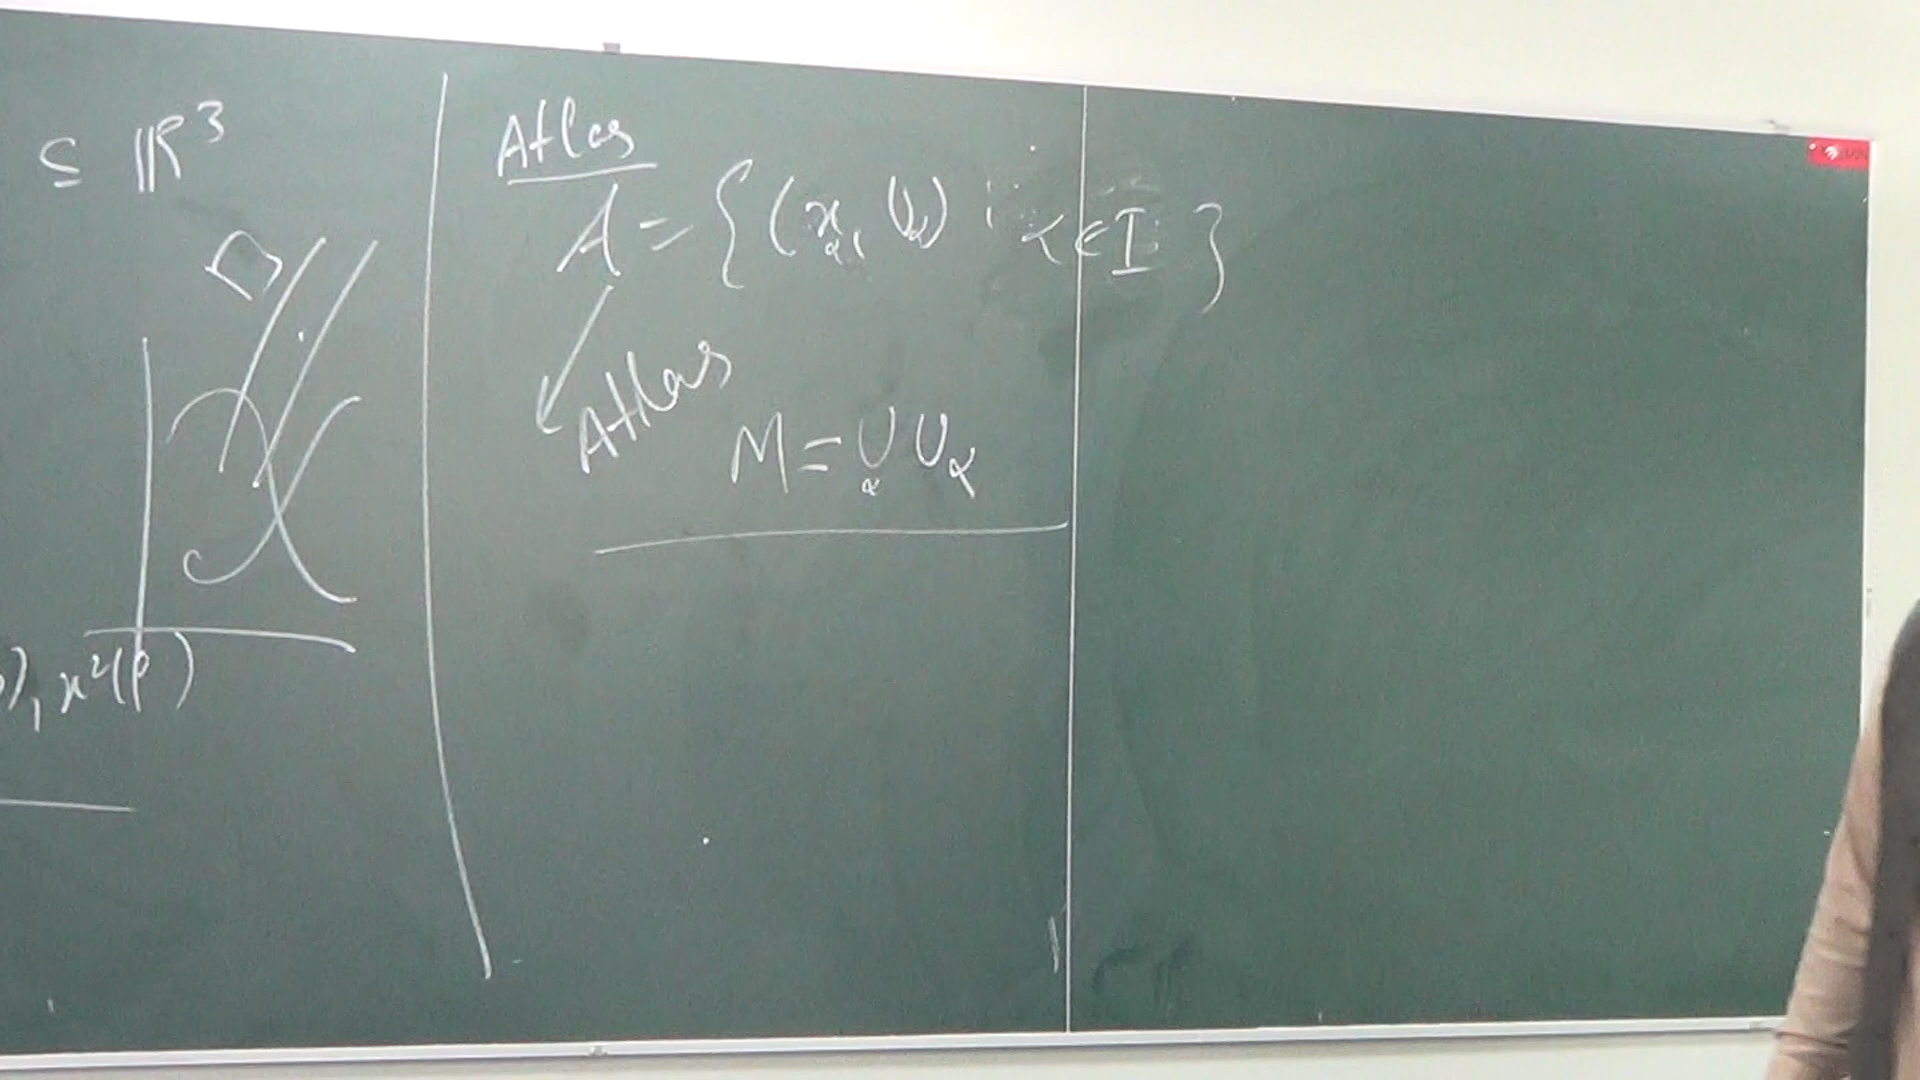 ⊆ ℝ³
), x²(p)
Atlas
A = {(x_α, U_α) : α ∈ I}
Atlas
M = ∪_α U_α